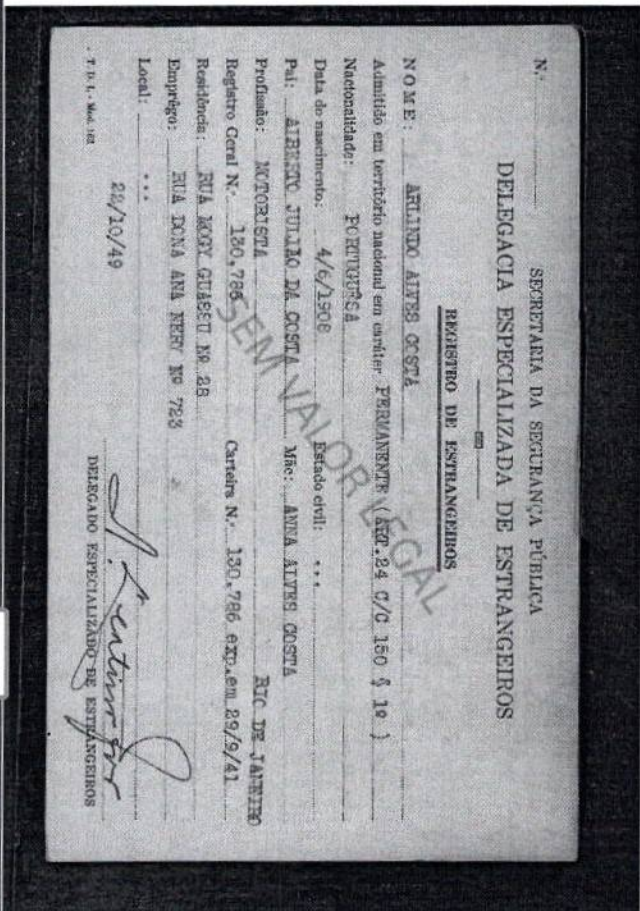 N.º
SECRETARIA DA SEGURANÇA PÚBLICA
DELEGACIA ESPECIALIZADA DE ESTRANGEIROS
REGISTRO DE ESTRANGEIROS
NOME: ARLINDO ALVES COSTA
Admitido em território nacional em caráter PERMANENTE (ART.24 C/C 150 § 1º )
Nacionalidade: PORTUGUÊSA
Data do nascimento: 4/6/1908 Estado civil: ...
Pai: ALBERTO JULIÃO DA COSTA Mãe: ANNA ALVES COSTA
Profissão: MOTORISTA RIO DE JANEIRO
Registro Geral N.º 130.786 Carteira N.º 130.786 exp.em 29/9/41
Residência: RUA MOGY GUASSU Nº 28
Emprêgo: RUA DONA ANA NERY Nº 723
Local: ...
22/10/49
DELEGADO ESPECIALIZADO DE ESTRANGEIROS
T. D. I. - Mod. 162
SEM VALOR LEGAL